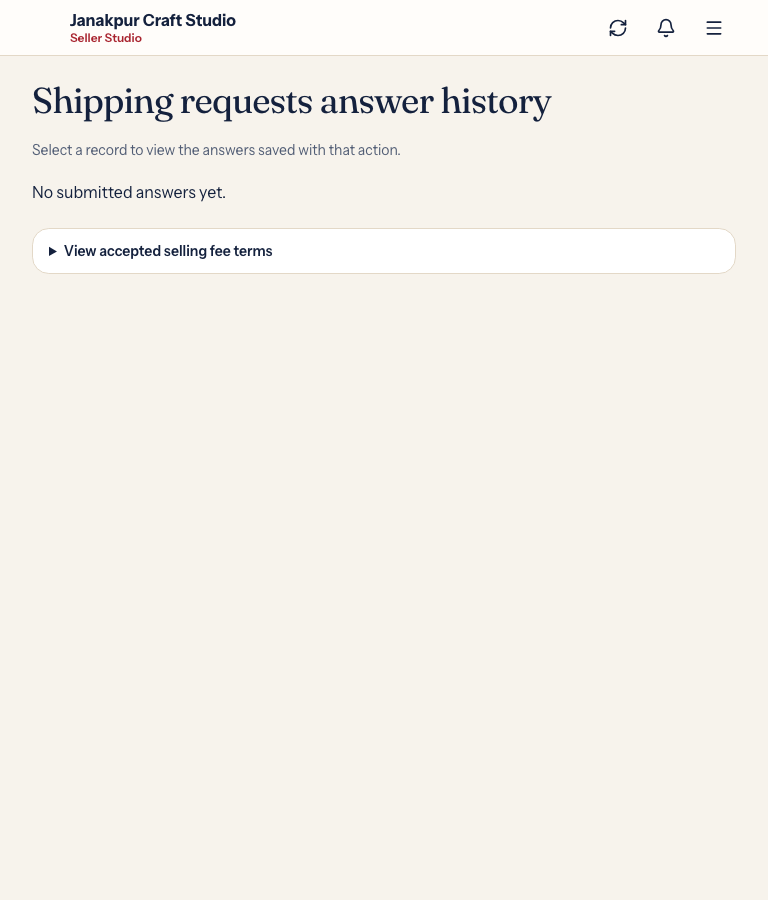 Janakpur Craft Studio
Seller Studio
Shipping requests answer history
Select a record to view the answers saved with that action.
No submitted answers yet.
View accepted selling fee terms